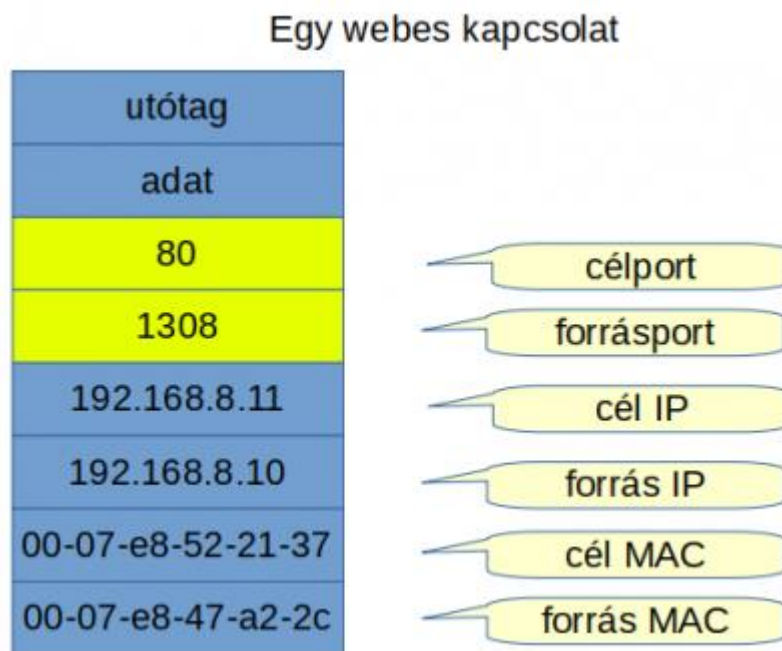 Egy webes kapcsolat
utótag
adat
80
célport
1308
forrásport
192.168.8.11
cél IP
192.168.8.10
forrás IP
00-07-e8-52-21-37
cél MAC
00-07-e8-47-a2-2c
forrás MAC